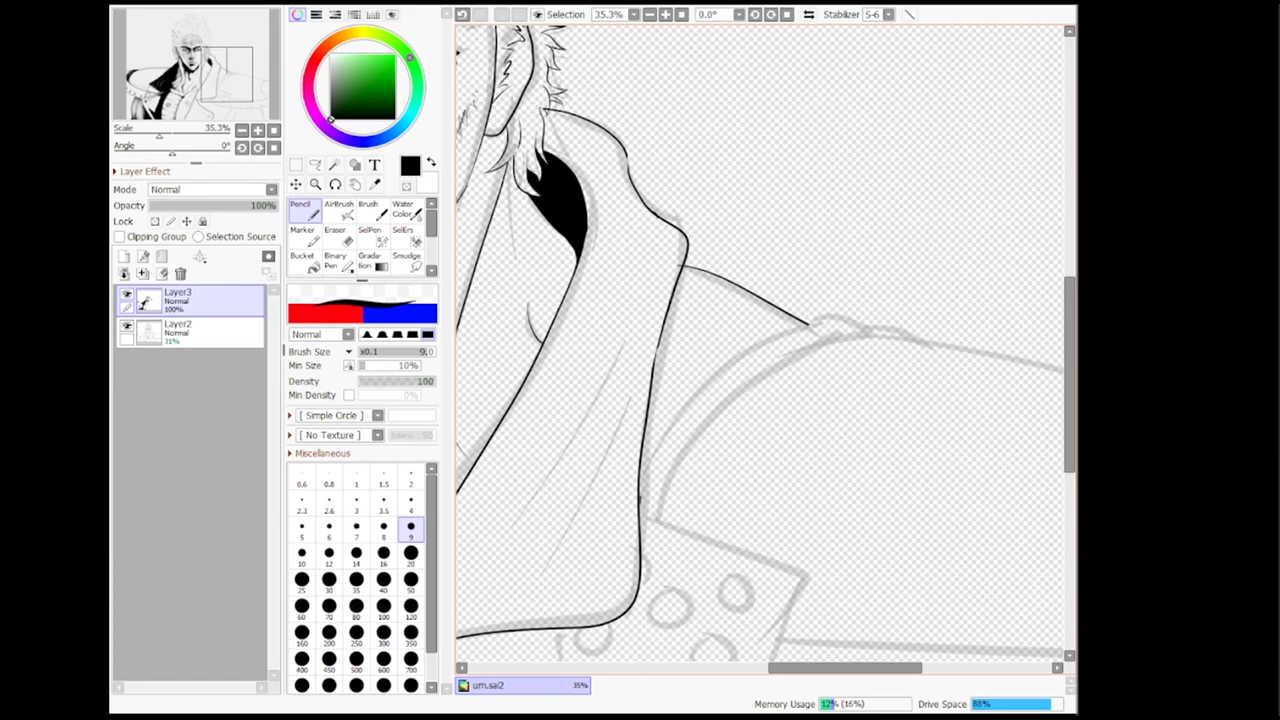 Selection 35.3% 0.0° Stabilizer S-6
Scale 35.3%
Angle 0°
Layer Effect
Mode Normal
Opacity 100%
Lock
Clipping Group Selection Source
Layer3
Normal
100%
Layer2
Normal
31%
T
Pencil AirBrush Brush Water Color
Marker Eraser SelPen SelErs
Bucket Binary Pen Grada-tion Smudge
Normal
Brush Size x0.1 9.0
Min Size 10%
Density 100
Min Density 0%
[ Simple Circle ]
[ No Texture ]
Miscellaneous
0.6 0.8 1 1.5 2
2.3 2.6 3 3.5 4
5 6 7 8 9
10 12 14 16 20
25 30 35 40 50
60 70 80 100 120
160 200 250 300 350
400 450 500 600 700
um.sai2 35%
Memory Usage 12% (16%) Drive Space 88%